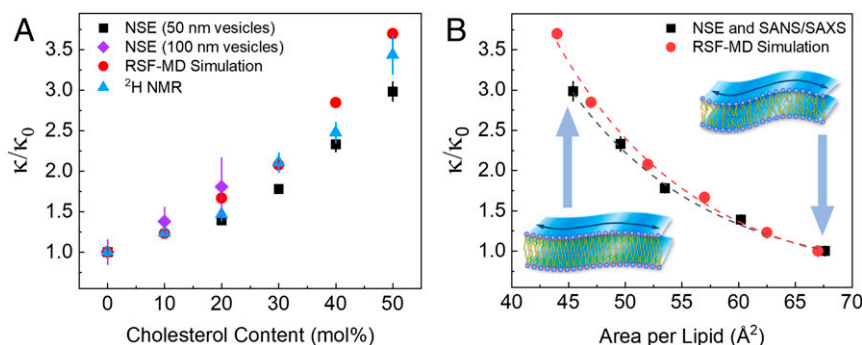 A
NSE (50 nm vesicles)
NSE (100 nm vesicles)
RSF-MD Simulation
²H NMR
κ/κ₀
3.5
3.0
2.5
2.0
1.5
1.0
0 10 20 30 40 50
Cholesterol Content (mol%)
B
NSE and SANS/SAXS
RSF-MD Simulation
κ/κ₀
3.5
3.0
2.5
2.0
1.5
1.0
40 45 50 55 60 65 70
Area per Lipid (Å²)